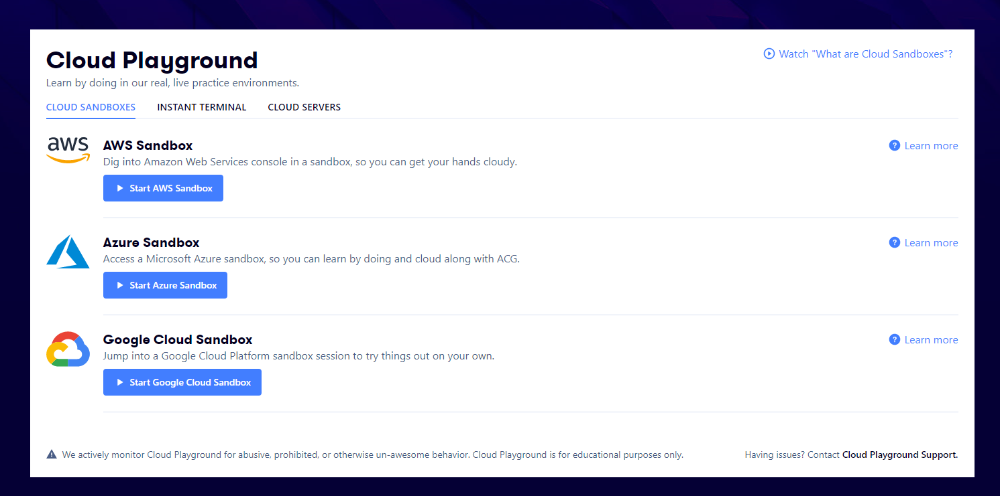 Cloud Playground
Watch "What are Cloud Sandboxes"?
Learn by doing in our real, live practice environments.
CLOUD SANDBOXES INSTANT TERMINAL CLOUD SERVERS
aws
AWS Sandbox
? Learn more
Dig into Amazon Web Services console in a sandbox, so you can get your hands cloudy.
Start AWS Sandbox
Azure Sandbox
? Learn more
Access a Microsoft Azure sandbox, so you can learn by doing and cloud along with ACG.
Start Azure Sandbox
Google Cloud Sandbox
? Learn more
Jump into a Google Cloud Platform sandbox session to try things out on your own.
Start Google Cloud Sandbox
We actively monitor Cloud Playground for abusive, prohibited, or otherwise un-awesome behavior. Cloud Playground is for educational purposes only.
Having issues? Contact Cloud Playground Support.